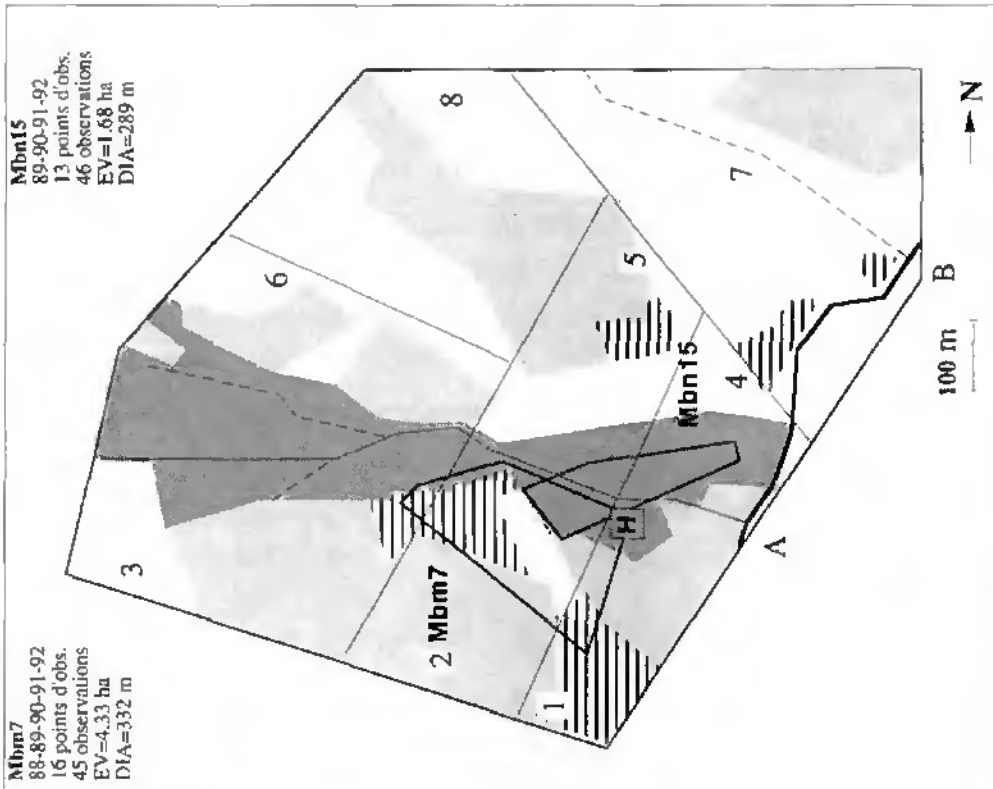 Mbm7
88-89-90-91-92
16 points d'obs.
45 observations
EV=4.33 ha
DIA=332 m
Mbn15
89-90-91-92
13 points d'obs.
46 observations
EV=1.68 ha
DIA=289 m
3
6
8
2 Mbm7
5
7
1
H
Mbn15
4
A
B
100 m
N